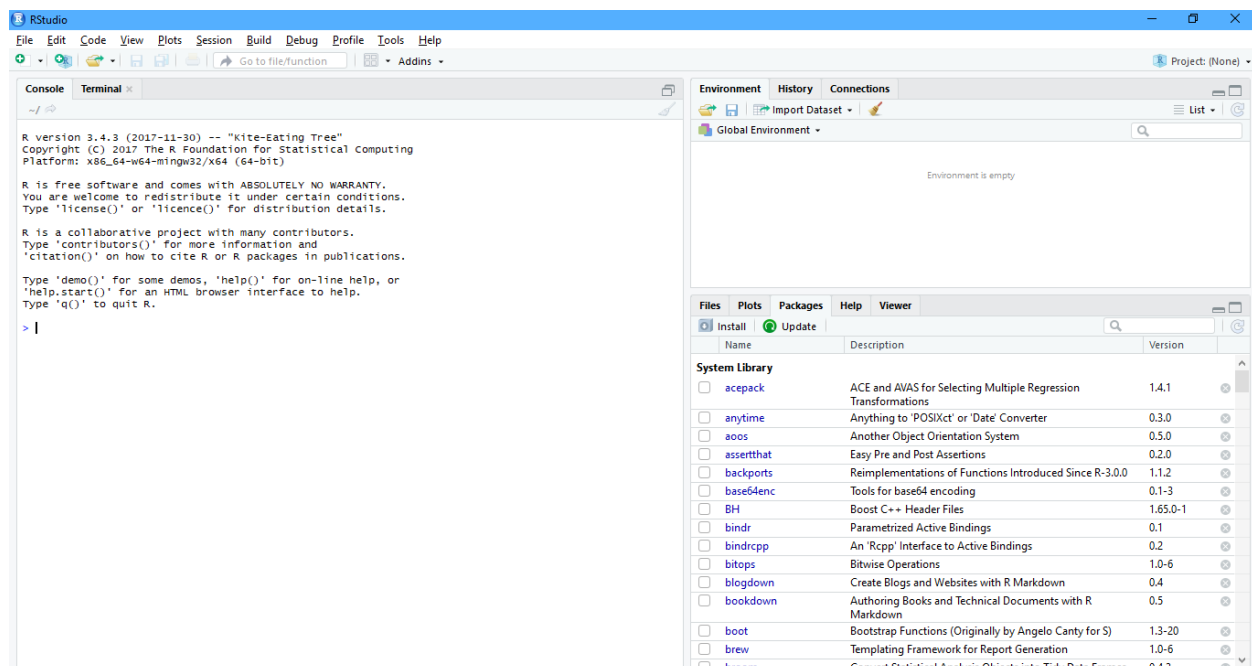 RStudio
File Edit Code View Plots Session Build Debug Profile Tools Help
Go to file/function Addins Project: (None)
Console Terminal
~/
R version 3.4.3 (2017-11-30) -- "Kite-Eating Tree"
Copyright (C) 2017 The R Foundation for Statistical Computing
Platform: x86_64-w64-mingw32/x64 (64-bit)
R is free software and comes with ABSOLUTELY NO WARRANTY.
You are welcome to redistribute it under certain conditions.
Type 'license()' or 'licence()' for distribution details.
R is a collaborative project with many contributors.
Type 'contributors()' for more information and
'citation()' on how to cite R or R packages in publications.
Type 'demo()' for some demos, 'help()' for on-line help, or
'help.start()' for an HTML browser interface to help.
Type 'q()' to quit R.
>
Environment History Connections
Import Dataset List
Global Environment
Environment is empty
Files Plots Packages Help Viewer
Install Update
Name Description Version
System Library
acepack ACE and AVAS for Selecting Multiple Regression 1.4.1
Transformations
anytime Anything to 'POSIXct' or 'Date' Converter 0.3.0
aoos Another Object Orientation System 0.5.0
assertthat Easy Pre and Post Assertions 0.2.0
backports Reimplementations of Functions Introduced Since R-3.0.0 1.1.2
base64enc Tools for base64 encoding 0.1-3
BH Boost C++ Header Files 1.65.0-1
bindr Parametrized Active Bindings 0.1
bindrcpp An 'Rcpp' Interface to Active Bindings 0.2
bitops Bitwise Operations 1.0-6
blogdown Create Blogs and Websites with R Markdown 0.4
bookdown Authoring Books and Technical Documents with R 0.5
Markdown
boot Bootstrap Functions (Originally by Angelo Canty for S) 1.3-20
brew Templating Framework for Report Generation 1.0-6